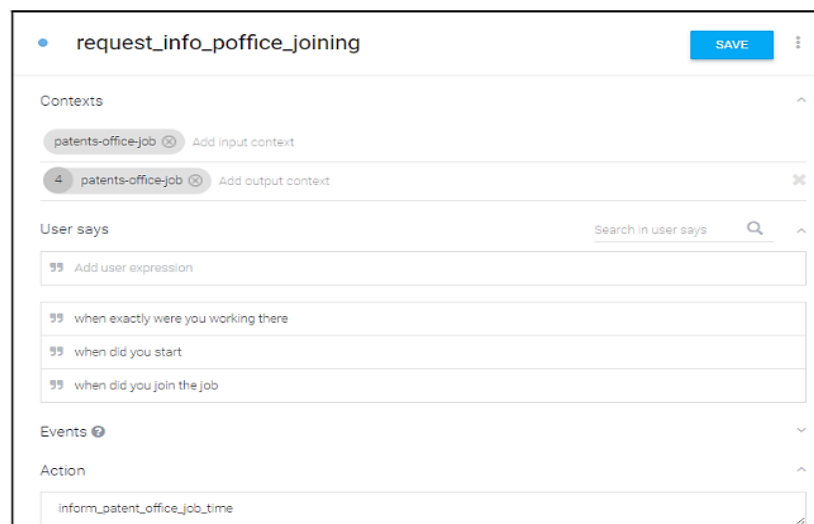 request_info_poffice_joining SAVE
Contexts
patents-office-job Add input context
4 patents-office-job Add output context
User says Search in user says
Add user expression
when exactly were you working there
when did you start
when did you join the job
Events
Action
inform_patent_office_job_time